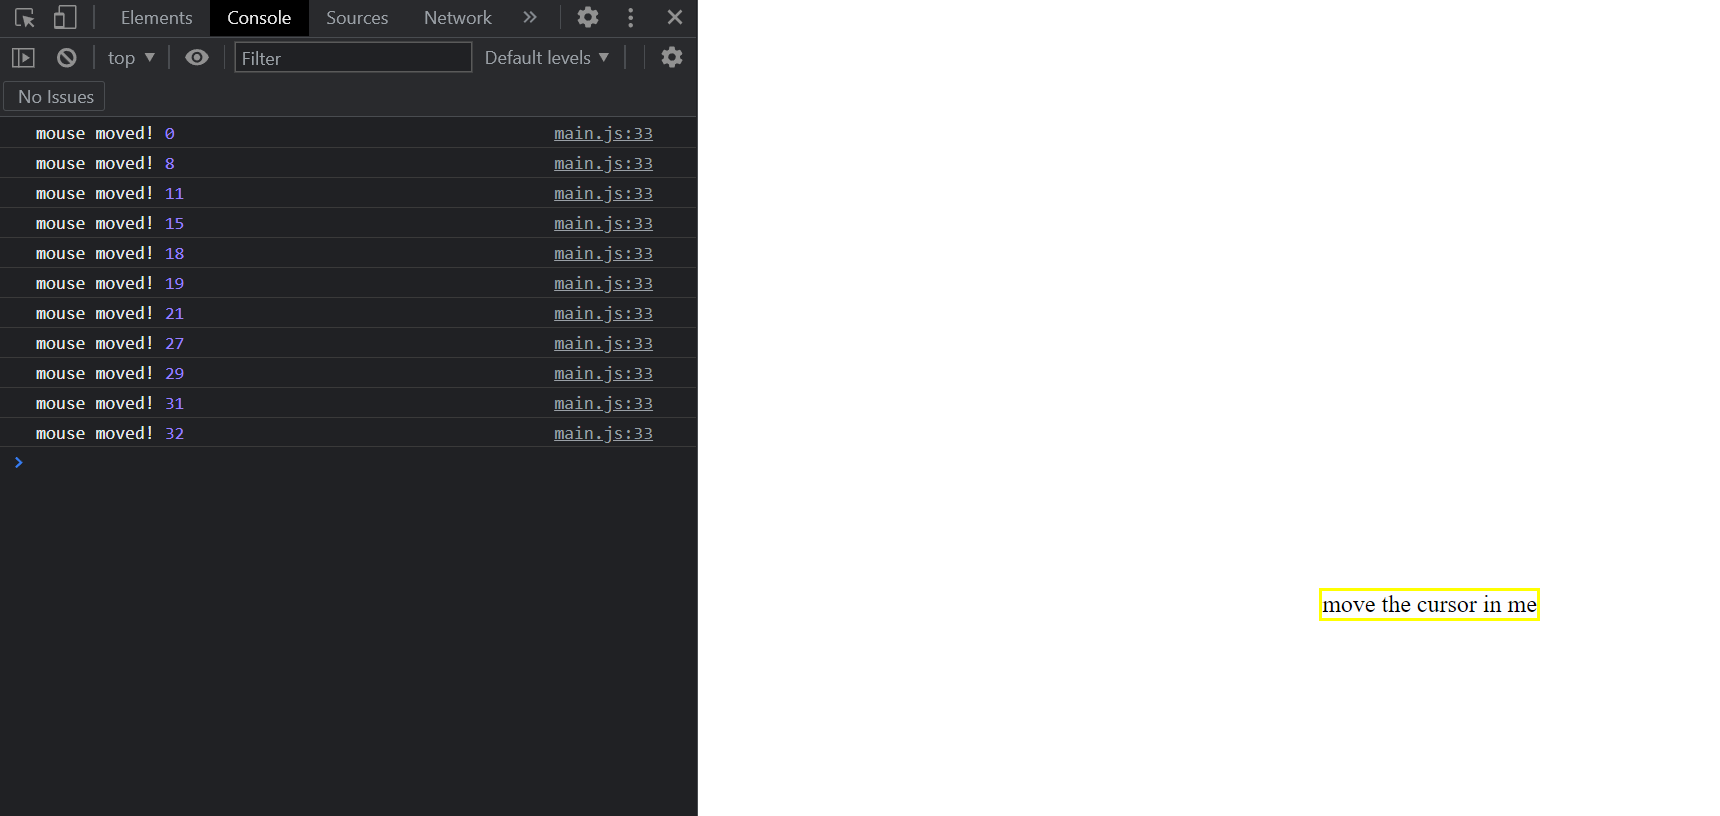 Elements Console Sources Network
top Filter Default levels
No Issues
mouse moved! 0 main.js:33
mouse moved! 8 main.js:33
mouse moved! 11 main.js:33
mouse moved! 15 main.js:33
mouse moved! 18 main.js:33
mouse moved! 19 main.js:33
mouse moved! 21 main.js:33
mouse moved! 27 main.js:33
mouse moved! 29 main.js:33
mouse moved! 31 main.js:33
mouse moved! 32 main.js:33
move the cursor in me